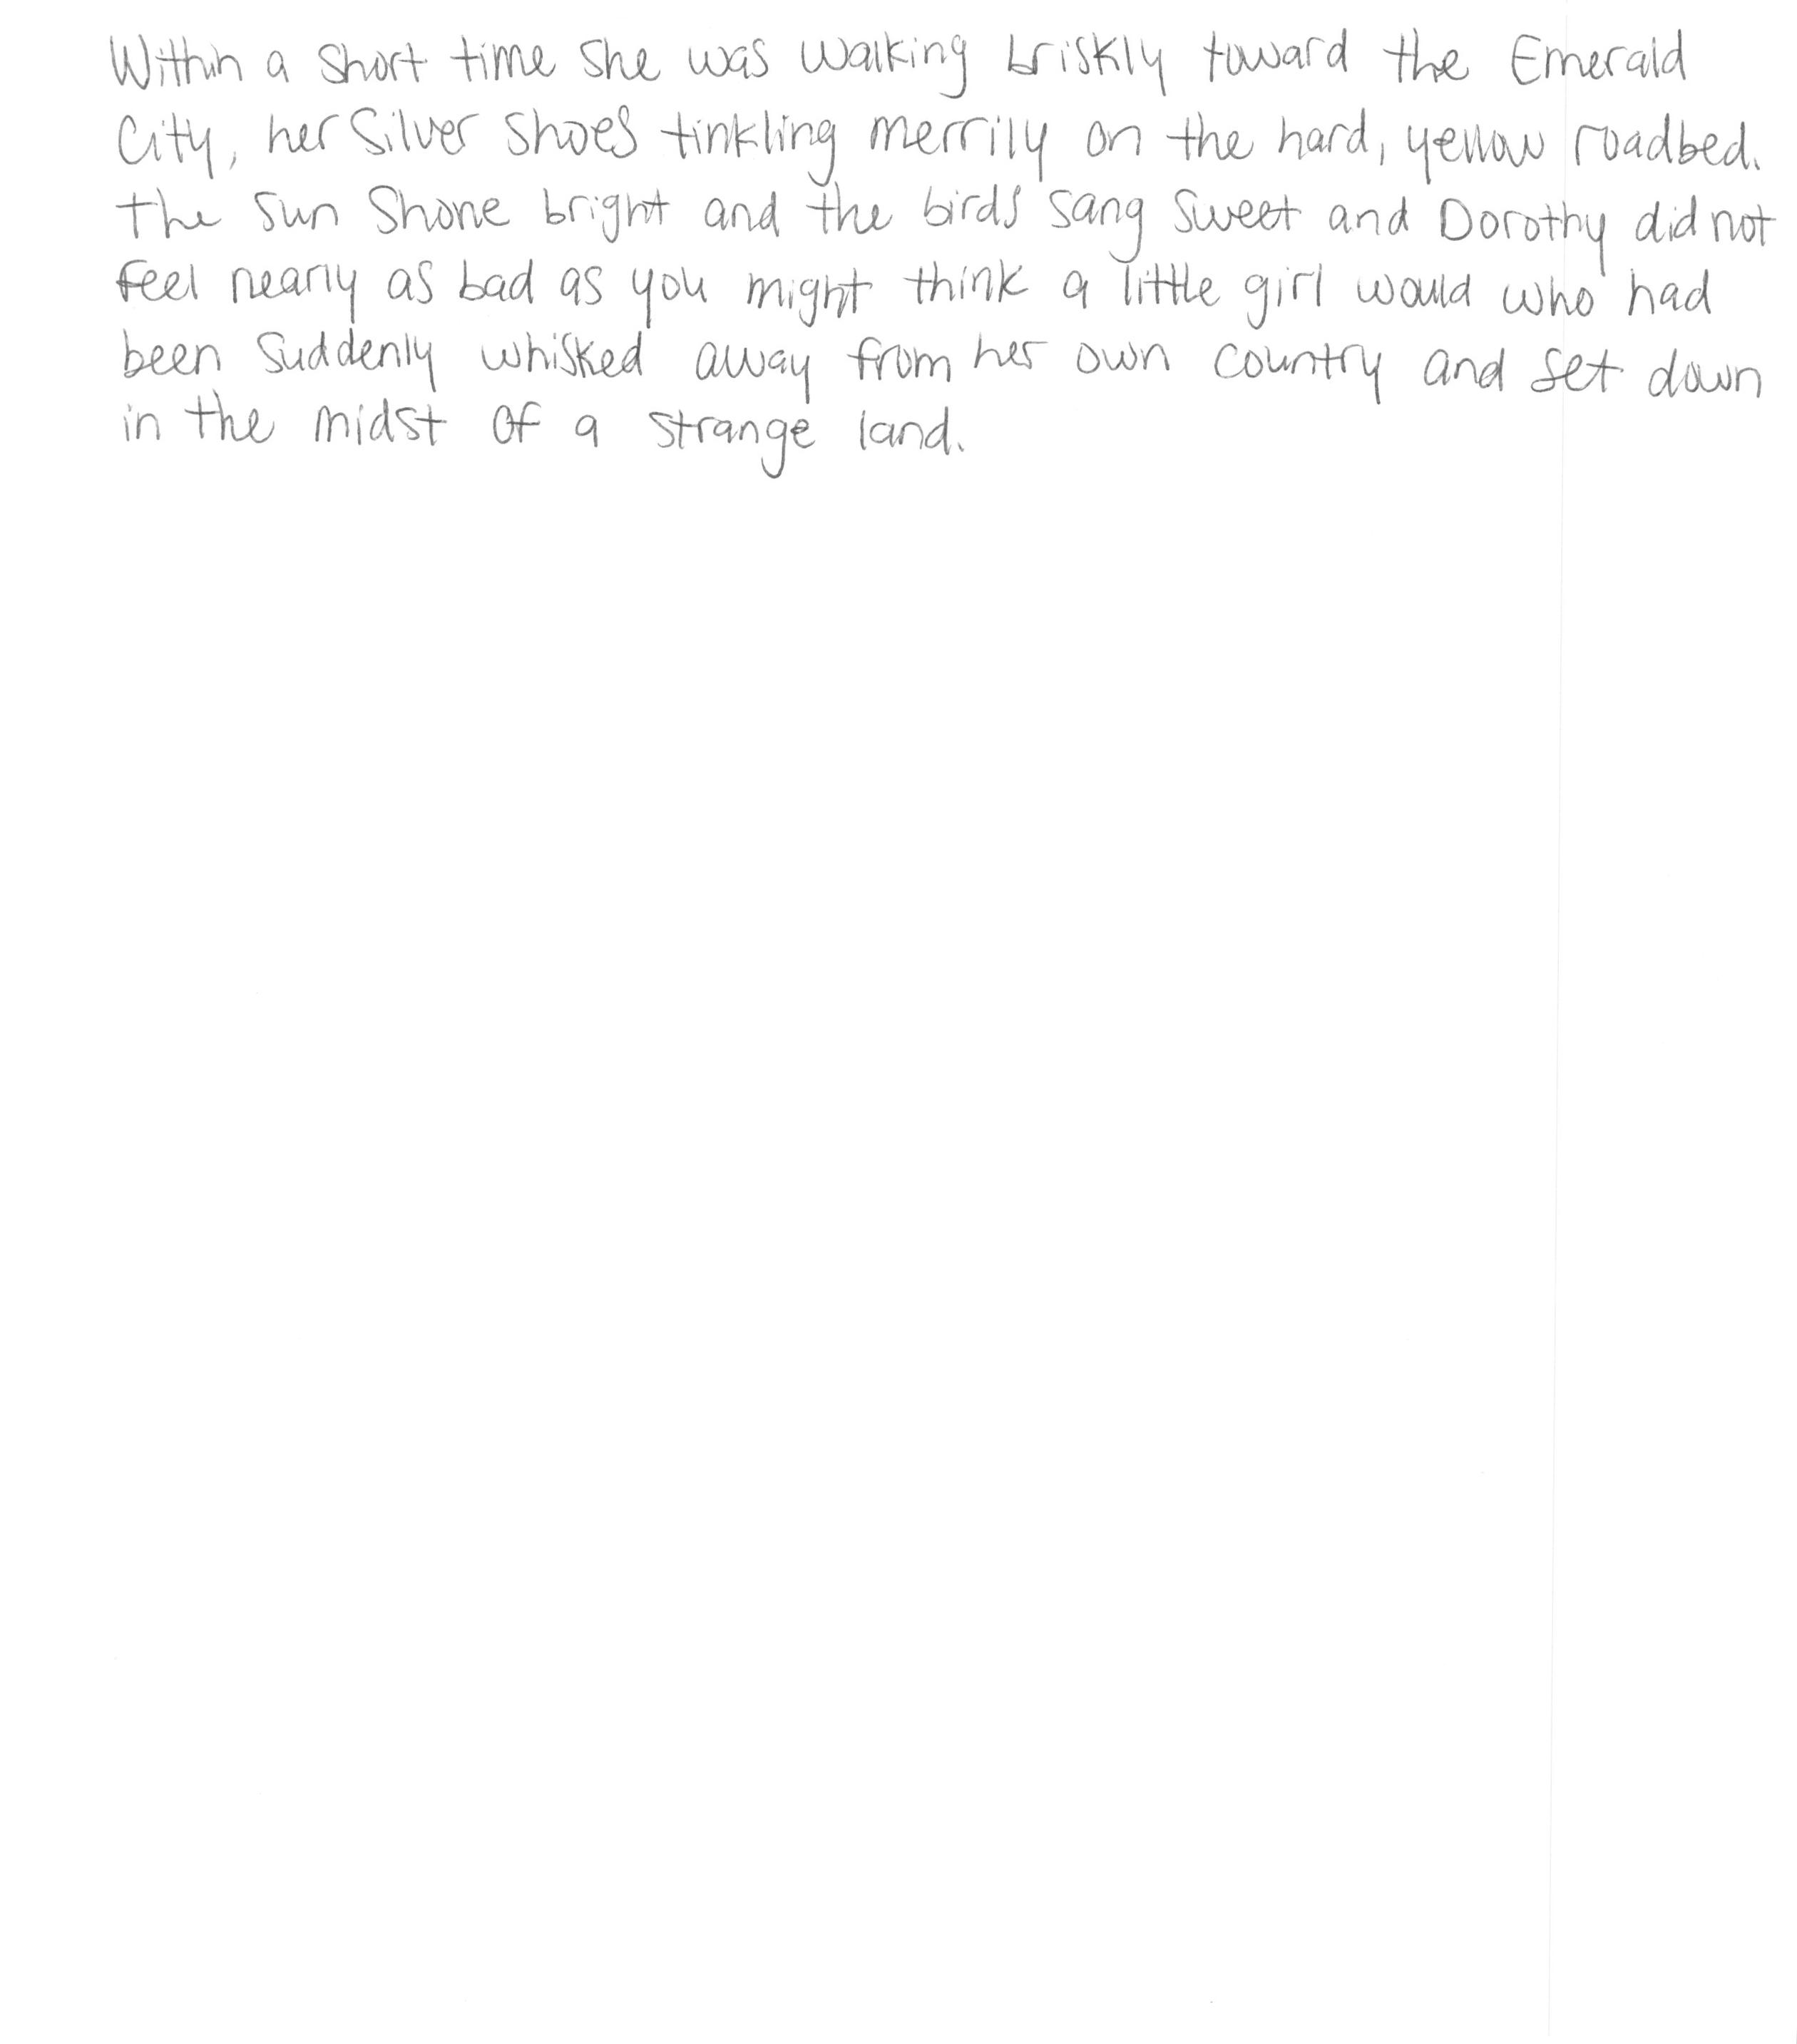 Within a short time she was walking briskly toward the Emerald
City, her Silver Shoes tinkling merrily on the hard, yellow roadbed.
The sun shone bright and the birds sang sweet and Dorothy did not
feel nearly as bad as you might think a little girl would who had
been suddenly whisked away from her own country and set down
in the midst of a strange land.